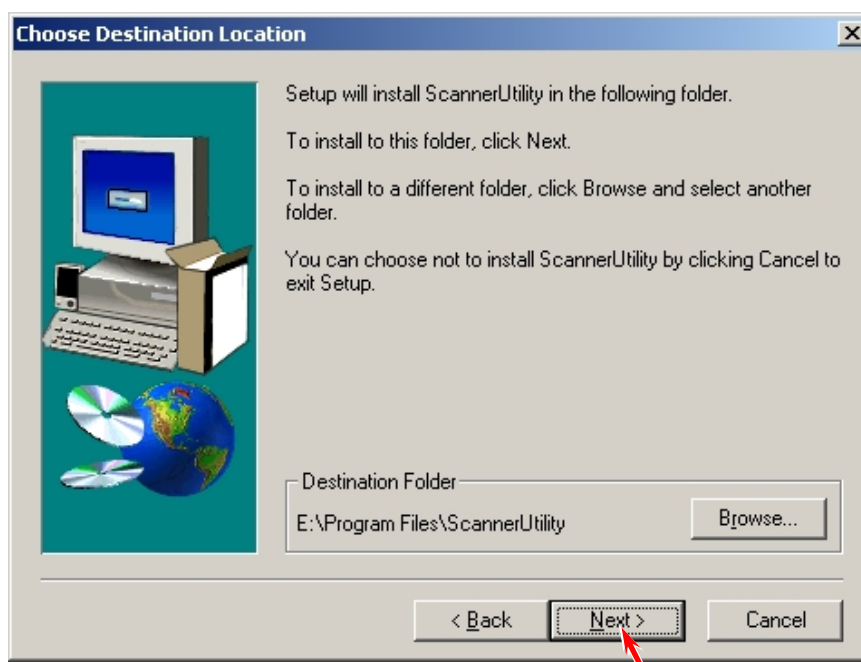 Choose Destination Location
Setup will install ScannerUtility in the following folder.
To install to this folder, click Next.
To install to a different folder, click Browse and select another
folder.
You can choose not to install ScannerUtility by clicking Cancel to
exit Setup.
Destination Folder
E:\Program Files\ScannerUtility
Browse...
< Back
Next >
Cancel